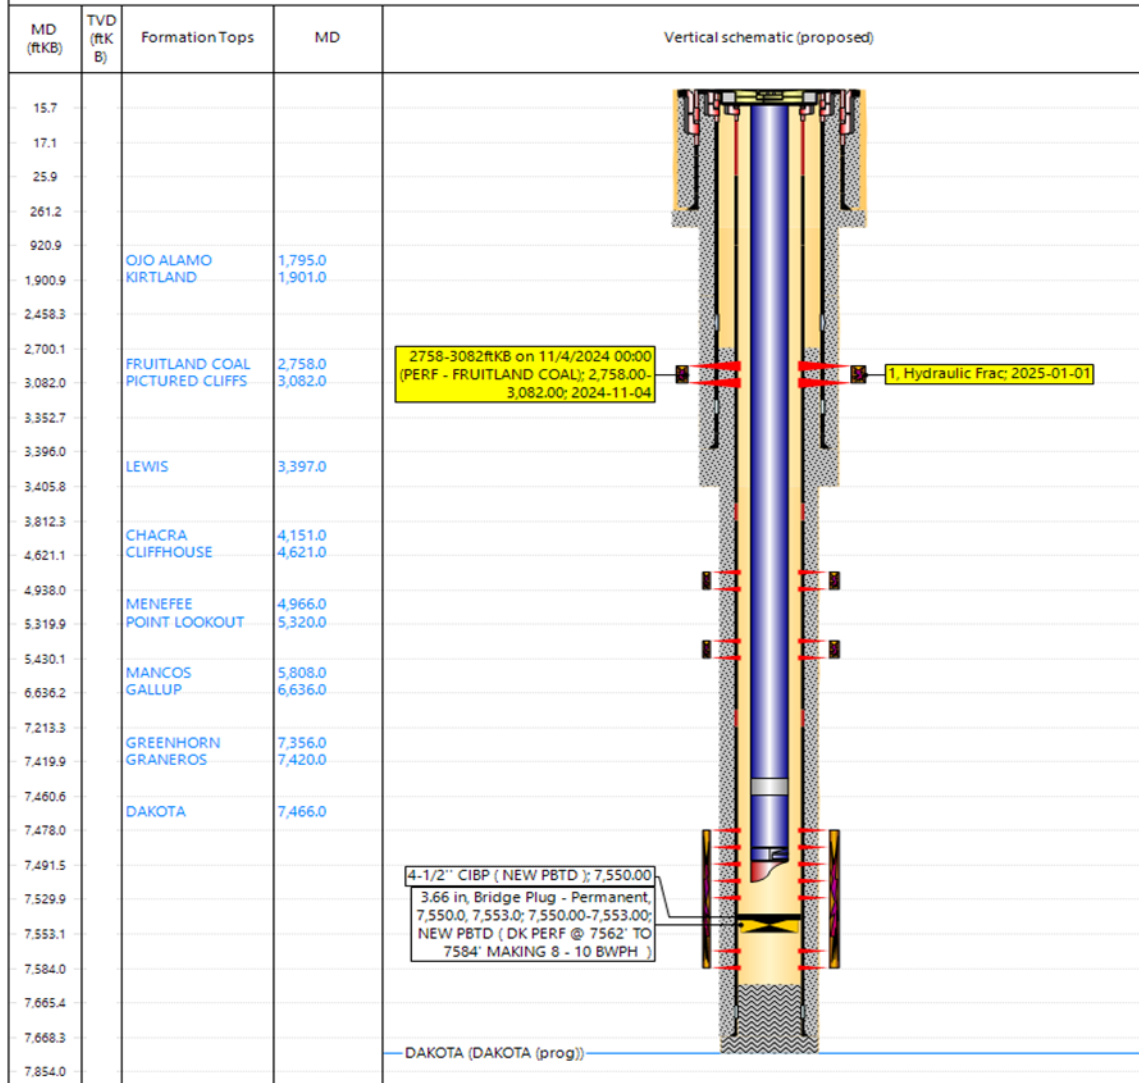 MD
(ftKB)
TVD
(ftK
B)
Formation Tops
MD
Vertical schematic (proposed)
15.7
17.1
25.9
261.2
920.9
OJO ALAMO 1,795.0
KIRTLAND 1,901.0
1,900.9
2,458.3
2,700.1
FRUITLAND COAL 2,758.0
PICTURED CLIFFS 3,082.0
3,082.0
2758-3082ftKB on 11/4/2024 00:00
(PERF - FRUITLAND COAL); 2,758.00-
3,082.00; 2024-11-04
1, Hydraulic Frac; 2025-01-01
3,352.7
3,396.0
LEWIS 3,397.0
3,405.8
3,812.3
CHACRA 4,151.0
CLIFFHOUSE 4,621.0
4,621.1
4,938.0
MENEFEE 4,966.0
POINT LOOKOUT 5,320.0
5,319.9
5,430.1
MANCOS 5,808.0
GALLUP 6,636.0
6,636.2
7,213.3
GREENHORN 7,356.0
GRANEROS 7,420.0
7,419.9
7,460.6
DAKOTA 7,466.0
7,478.0
7,491.5
4-1/2'' CIBP ( NEW PBTD ); 7,550.00
3.66 in, Bridge Plug - Permanent,
7,550.0, 7,553.0; 7,550.00-7,553.00;
NEW PBTD ( DK PERF @ 7562' TO
7584' MAKING 8 - 10 BWPH )
7,529.9
7,553.1
7,584.0
7,665.4
7,668.3
DAKOTA (DAKOTA (prog))
7,854.0